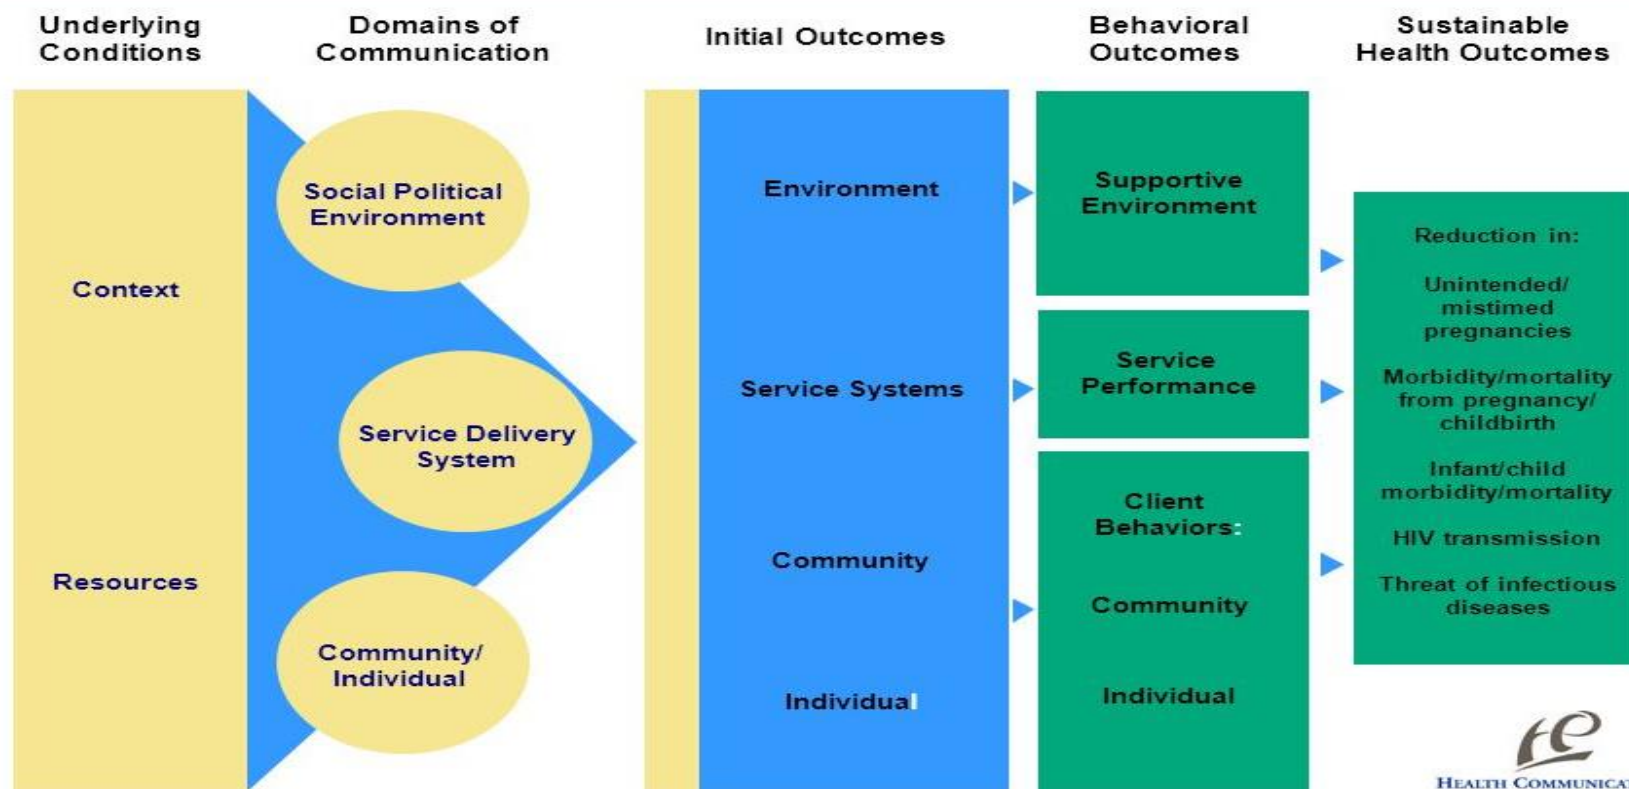 Underlying
Conditions
Domains of
Communication
Initial Outcomes
Behavioral
Outcomes
Sustainable
Health Outcomes
Context
Resources
Social Political
Environment
Service Delivery
System
Community/
Individual
Environment
Service Systems
Community
Individual
Supportive
Environment
Service
Performance
Client
Behaviors:
Community
Individual
Reduction in:
Unintended/
mistimed
pregnancies
Morbidity/mortality
from pregnancy/
childbirth
Infant/child
morbidity/mortality
HIV transmission
Threat of infectious
diseases
HEALTH COMMUNICA